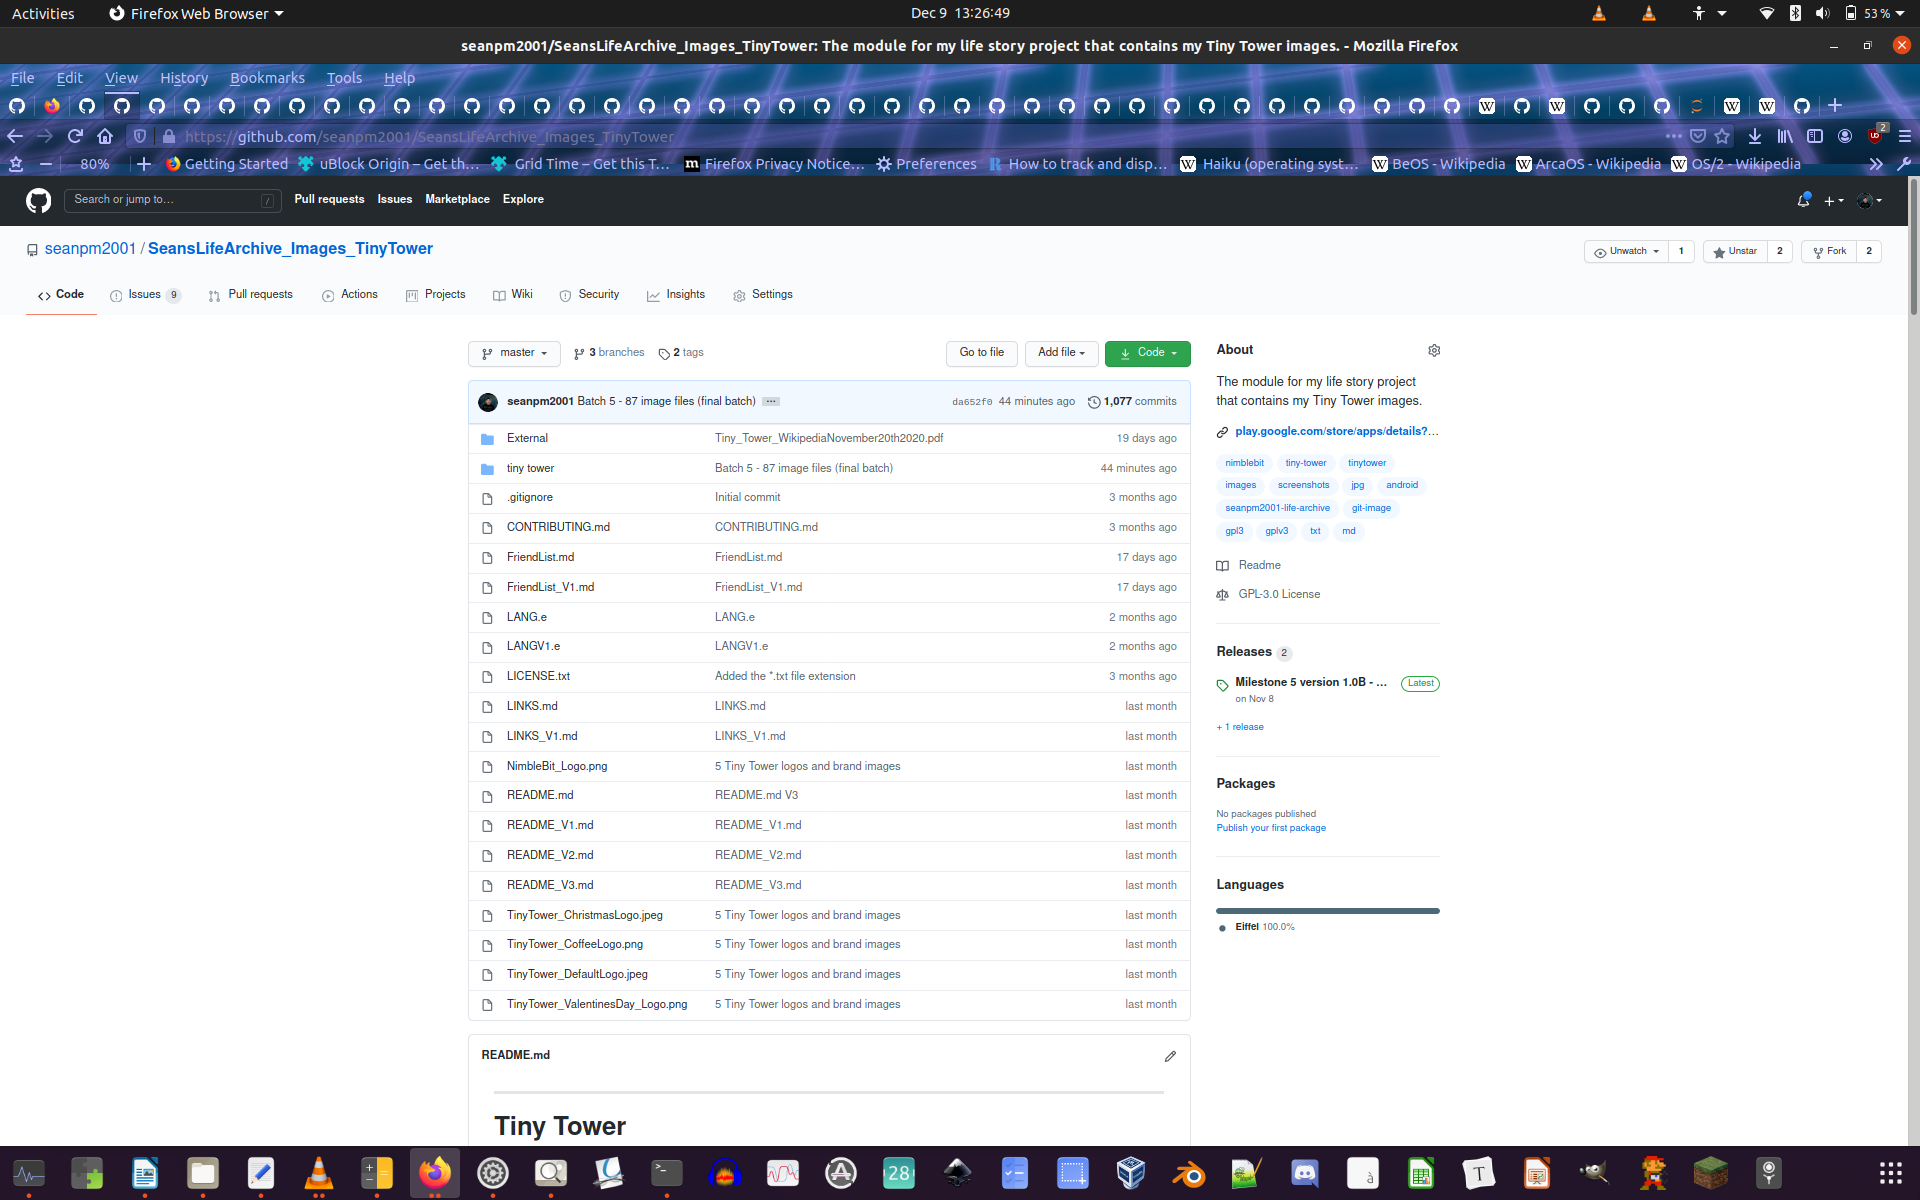 Activities Firefox Web Browser Dec 9 13:26:49 53 %
seanpm2001/SeansLifeArchive_Images_TinyTower: The module for my life story project that contains my Tiny Tower images. - Mozilla Firefox
File Edit View History Bookmarks Tools Help
https://github.com/seanpm2001/SeansLifeArchive_Images_TinyTower 2
80% Getting Started uBlock Origin – Get th… Grid Time – Get this T… Firefox Privacy Notice… Preferences How to track and disp… Haiku (operating syst… BeOS - Wikipedia ArcaOS - Wikipedia OS/2 - Wikipedia
Search or jump to… / Pull requests Issues Marketplace Explore
seanpm2001 / SeansLifeArchive_Images_TinyTower Unwatch 1 Unstar 2 Fork 2
Code Issues 9 Pull requests Actions Projects Wiki Security Insights Settings
master 3 branches 2 tags Go to file Add file Code
seanpm2001 Batch 5 - 87 image files (final batch) ... da652f0 44 minutes ago 1,077 commits
External Tiny_Tower_WikipediaNovember20th2020.pdf 19 days ago
tiny tower Batch 5 - 87 image files (final batch) 44 minutes ago
.gitignore Initial commit 3 months ago
CONTRIBUTING.md CONTRIBUTING.md 3 months ago
FriendList.md FriendList.md 17 days ago
FriendList_V1.md FriendList_V1.md 17 days ago
LANG.e LANG.e 2 months ago
LANGV1.e LANGV1.e 2 months ago
LICENSE.txt Added the *.txt file extension 3 months ago
LINKS.md LINKS.md last month
LINKS_V1.md LINKS_V1.md last month
NimbleBit_Logo.png 5 Tiny Tower logos and brand images last month
README.md README.md V3 last month
README_V1.md README_V1.md last month
README_V2.md README_V2.md last month
README_V3.md README_V3.md last month
TinyTower_ChristmasLogo.jpeg 5 Tiny Tower logos and brand images last month
TinyTower_CoffeeLogo.png 5 Tiny Tower logos and brand images last month
TinyTower_DefaultLogo.jpeg 5 Tiny Tower logos and brand images last month
TinyTower_ValentinesDay_Logo.png 5 Tiny Tower logos and brand images last month
README.md
Tiny Tower
About
The module for my life story project
that contains my Tiny Tower images.
play.google.com/store/apps/details?…
nimblebit tiny-tower tinytower
images screenshots jpg android
seanpm2001-life-archive git-image
gpl3 gplv3 txt md
Readme
GPL-3.0 License
Releases 2
Milestone 5 version 1.0B - … Latest
on Nov 8
+ 1 release
Packages
No packages published
Publish your first package
Languages
Eiffel 100.0%
28